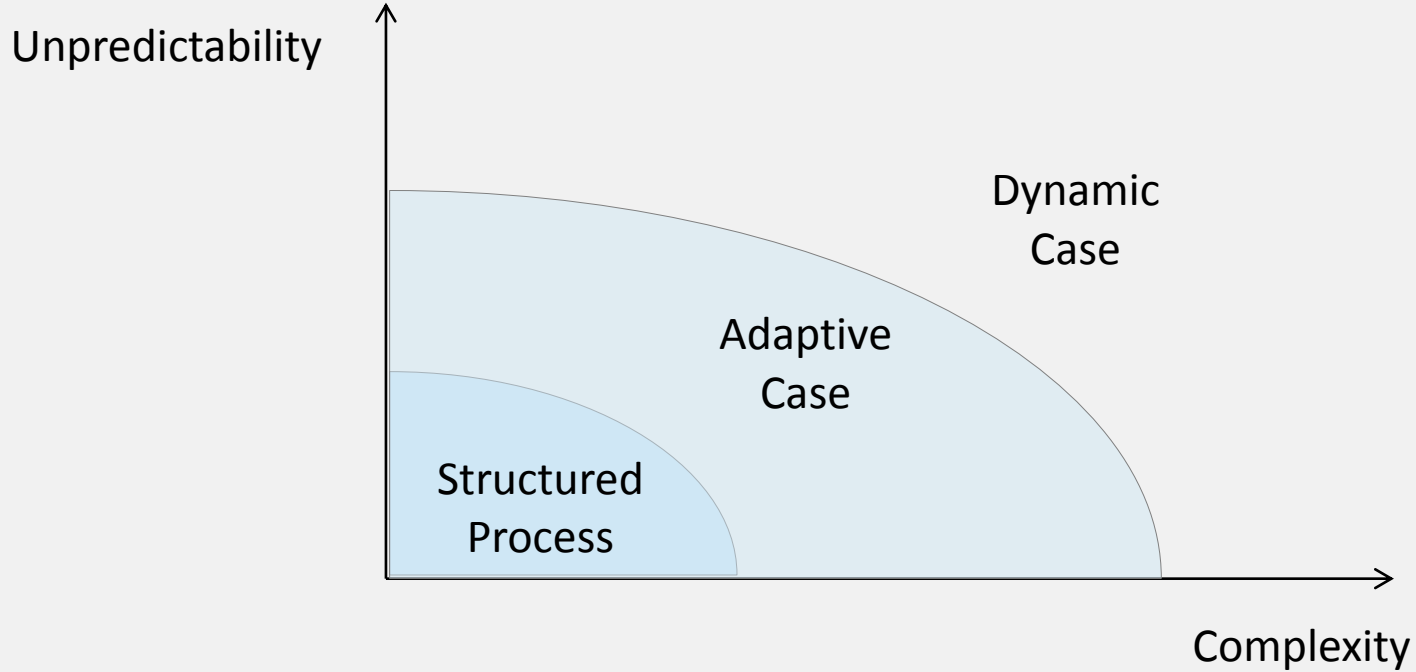 Unpredictability
Dynamic
Case
Adaptive
Case
Structured
Process
Complexity